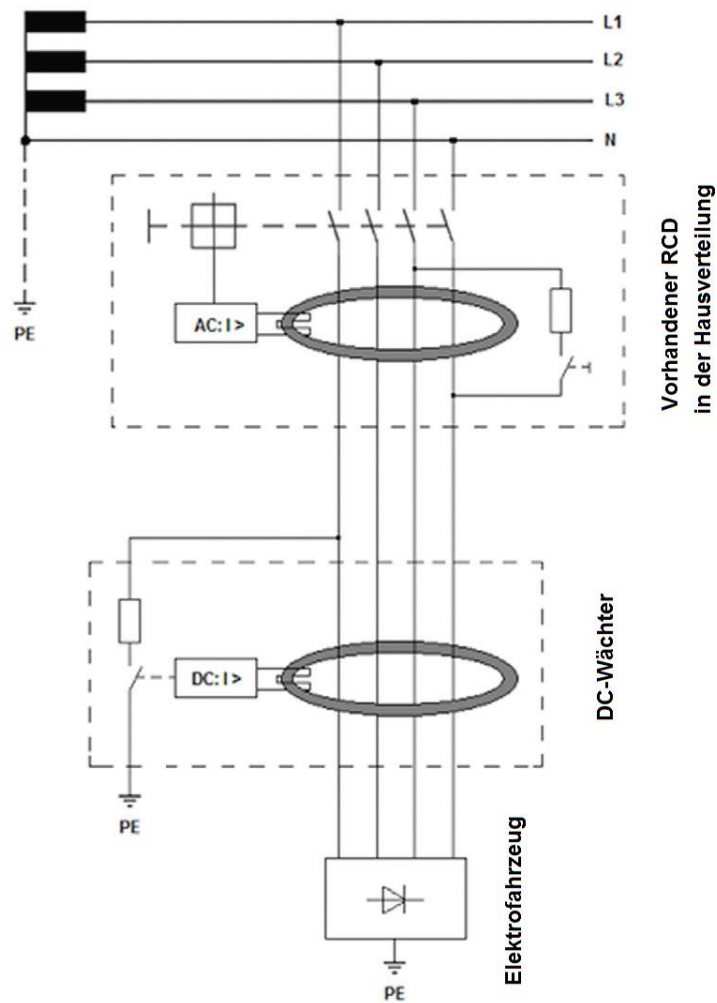 L1
L2
L3
N
PE
AC: I >
Vorhandener RCD
in der Hausverteilung
DC: I >
DC-Wächter
PE
Elektrofahrzeug
PE